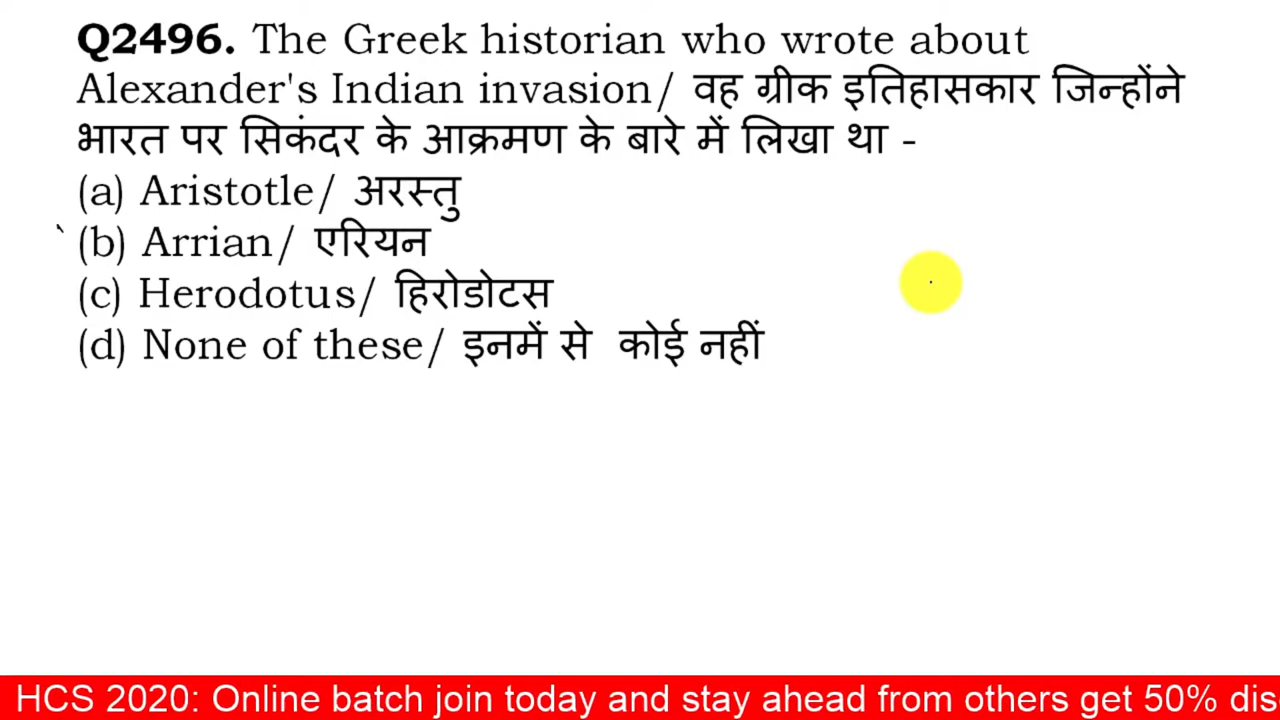 Q2496. The Greek historian who wrote about
Alexander's Indian invasion/ वह ग्रीक इतिहासकार जिन्होंने
भारत पर सिकंदर के आक्रमण के बारे में लिखा था -
(a) Aristotle/ अरस्तु
(b) Arrian/ एरियन
(c) Herodotus/ हिरोडोटस
(d) None of these/ इनमें से कोई नहीं
HCS 2020: Online batch join today and stay ahead from others get 50% dis